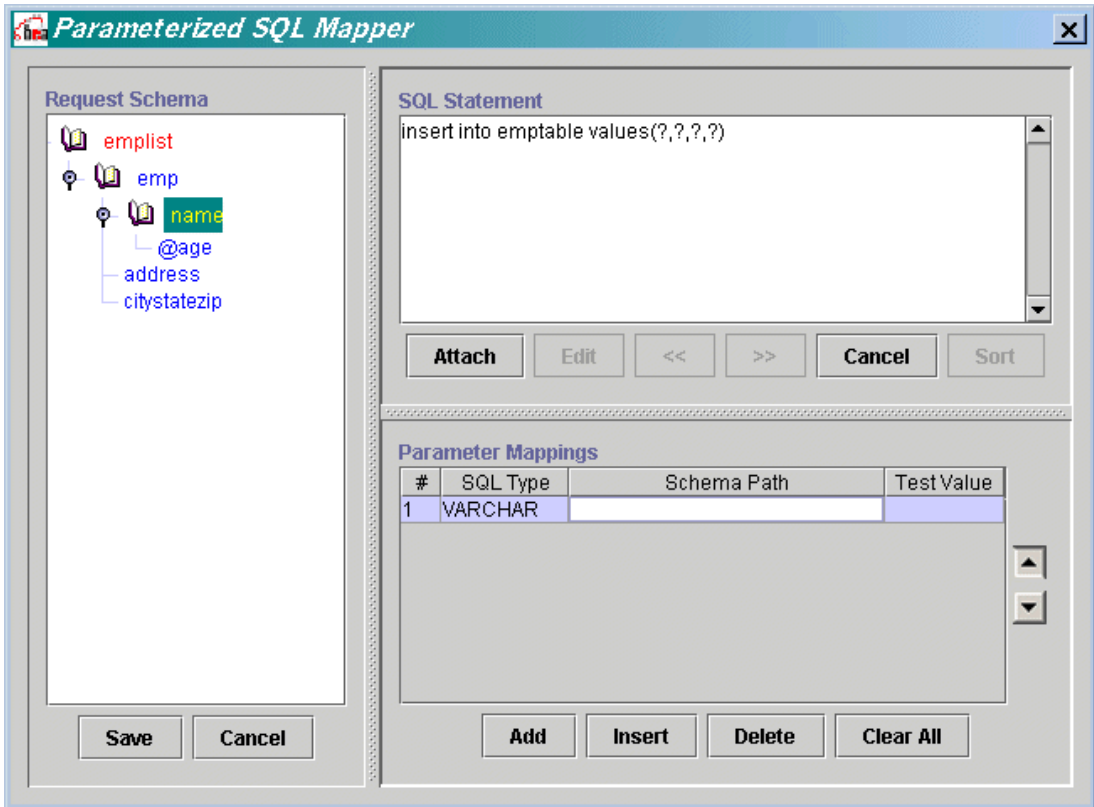 Parameterized SQL Mapper
Request Schema
emplist
emp
name
@age
address
citystatezip
Save Cancel
SQL Statement
insert into emptable values(?,?,?,?)
Attach Edit << >> Cancel Sort
Parameter Mappings
# SQL Type Schema Path Test Value
1 VARCHAR
Add Insert Delete Clear All